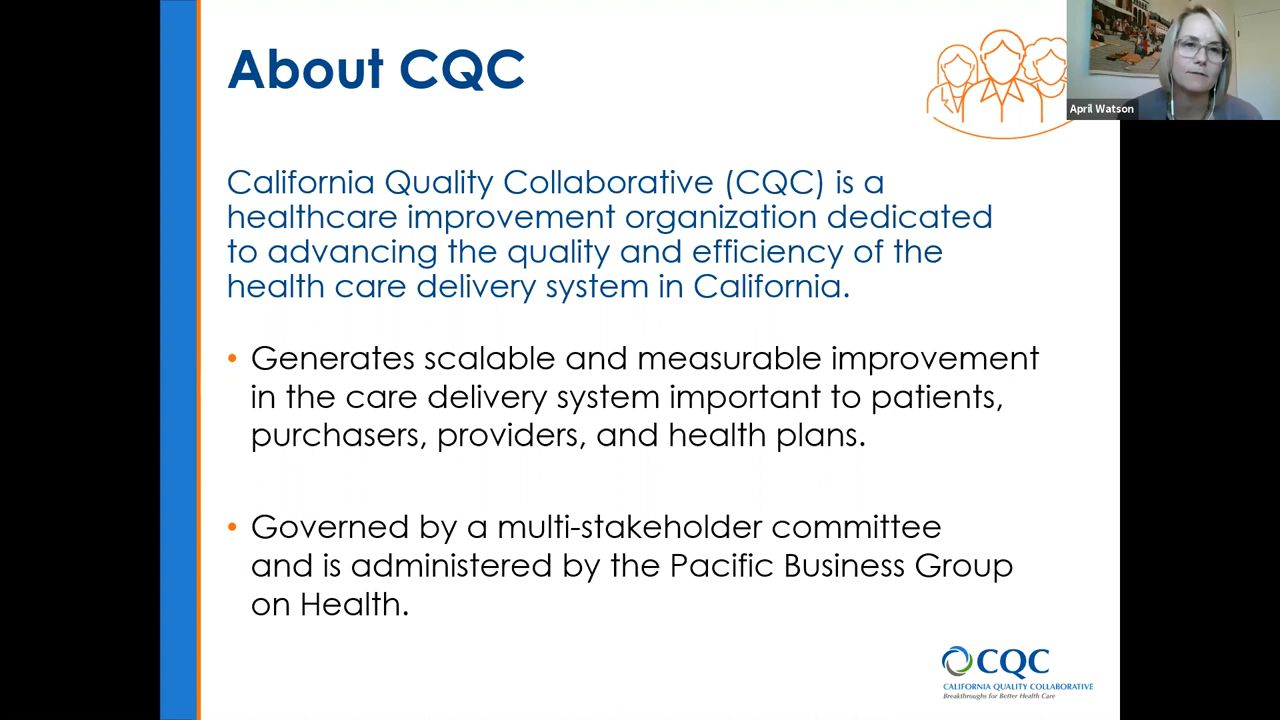 About CQC
April Watson
California Quality Collaborative (CQC) is a
healthcare improvement organization dedicated
to advancing the quality and efficiency of the
health care delivery system in California.
• Generates scalable and measurable improvement
in the care delivery system important to patients,
purchasers, providers, and health plans.
• Governed by a multi-stakeholder committee
and is administered by the Pacific Business Group
on Health.
CQC
CALIFORNIA QUALITY COLLABORATIVE
Breakthroughs for Better Health Care